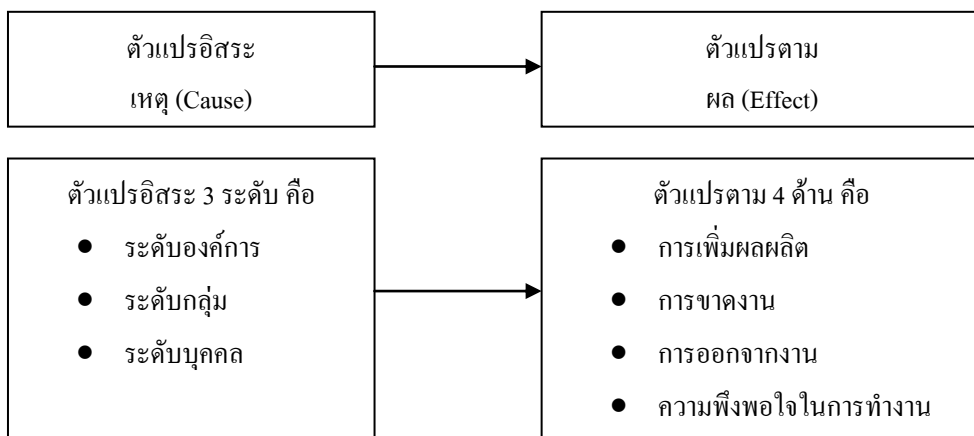 ตัวแปรอิสระ
เหตุ (Cause)
ตัวแปรตาม
ผล (Effect)
ตัวแปรอิสระ 3 ระดับ คือ
● ระดับองค์การ
● ระดับกลุ่ม
● ระดับบุคคล
ตัวแปรตาม 4 ด้าน คือ
● การเพิ่มผลผลิต
● การขาดงาน
● การออกจากงาน
● ความพึงพอใจในการทำงาน